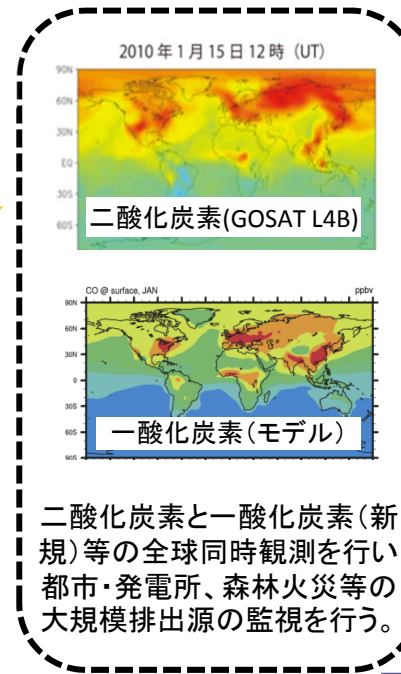 2010年1月15日12時（UT）
90N
60N
30N
EQ
30S
60S
二酸化炭素(GOSAT L4B)
CO @ surface, JAN
ppbv
90N
60N
30N
0
30S
60S
90S
一酸化炭素（モデル）
二酸化炭素と一酸化炭素（新
規）等の全球同時観測を行い
都市・発電所、森林火災等の
大規模排出源の監視を行う。